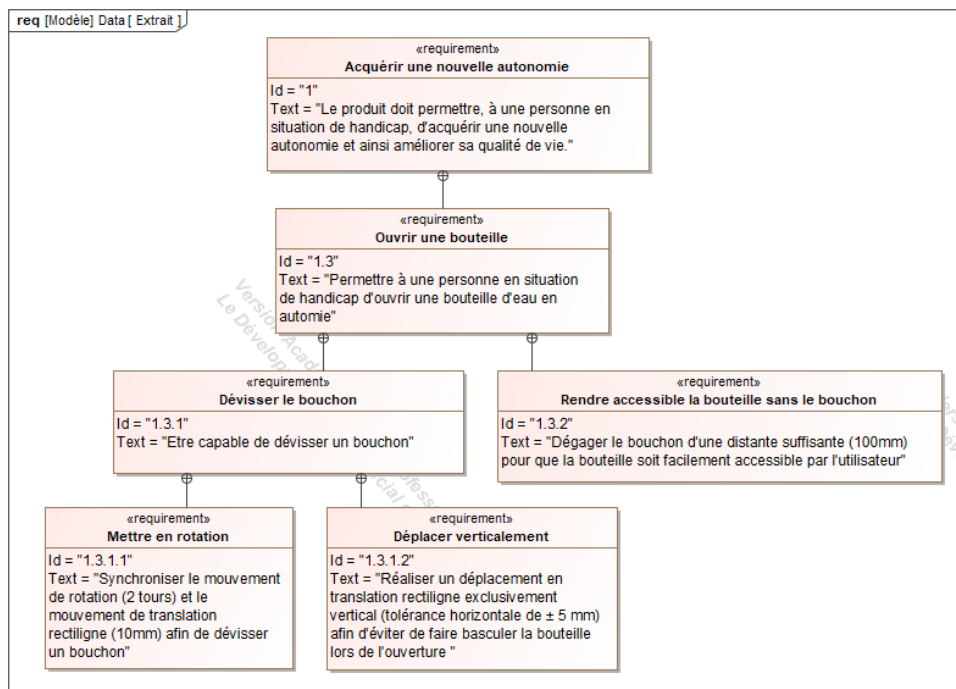 req [Modèle] Data [ Extrait ]
«requirement»
Acquérir une nouvelle autonomie
Id = "1"
Text = "Le produit doit permettre, à une personne en
situation de handicap, d'acquérir une nouvelle
autonomie et ainsi améliorer sa qualité de vie."
«requirement»
Ouvrir une bouteille
Id = "1.3"
Text = "Permettre à une personne en situation
de handicap d'ouvrir une bouteille d'eau en
automie"
«requirement»
Dévisser le bouchon
Id = "1.3.1"
Text = "Etre capable de dévisser un bouchon"
«requirement»
Rendre accessible la bouteille sans le bouchon
Id = "1.3.2"
Text = "Dégager le bouchon d'une distante suffisante (100mm)
pour que la bouteille soit facilement accessible par l'utilisateur"
«requirement»
Mettre en rotation
Id = "1.3.1.1"
Text = "Synchroniser le mouvement
de rotation (2 tours) et le
mouvement de translation
rectiligne (10mm) afin de dévisser
un bouchon"
«requirement»
Déplacer verticalement
Id = "1.3.1.2"
Text = "Réaliser un déplacement en
translation rectiligne exclusivement
vertical (tolérance horizontale de ± 5 mm)
afin d'éviter de faire basculer la bouteille
lors de l'ouverture "